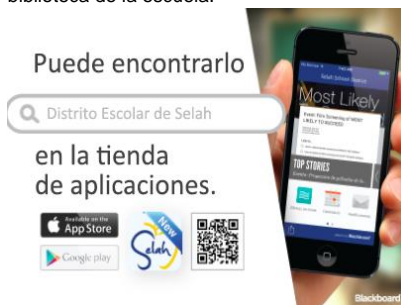 biblioteca de la escuela.
Puede encontrarlo
Distrito Escolar de Selah
en la tienda
de aplicaciones.
Available on the
App Store
Google play
Selah
New
Selah School District
Most Likely
TOP STORIES
Blackboard